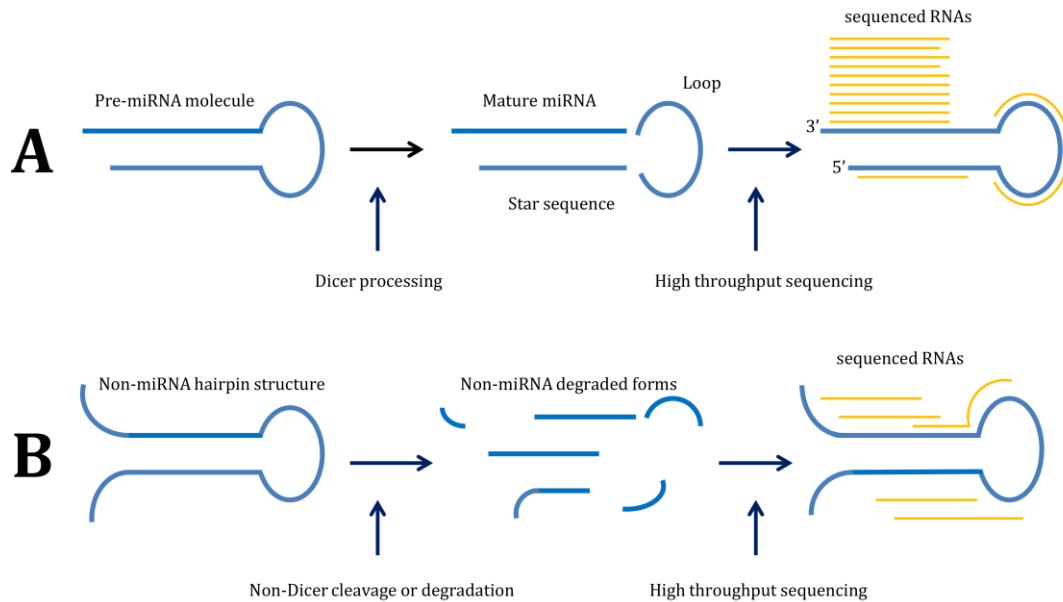 sequenced RNAs
Pre-miRNA molecule
Mature miRNA
Loop
A
3’
5’
Star sequence
Dicer processing
High throughput sequencing
sequenced RNAs
Non-miRNA hairpin structure
Non-miRNA degraded forms
B
Non-Dicer cleavage or degradation
High throughput sequencing